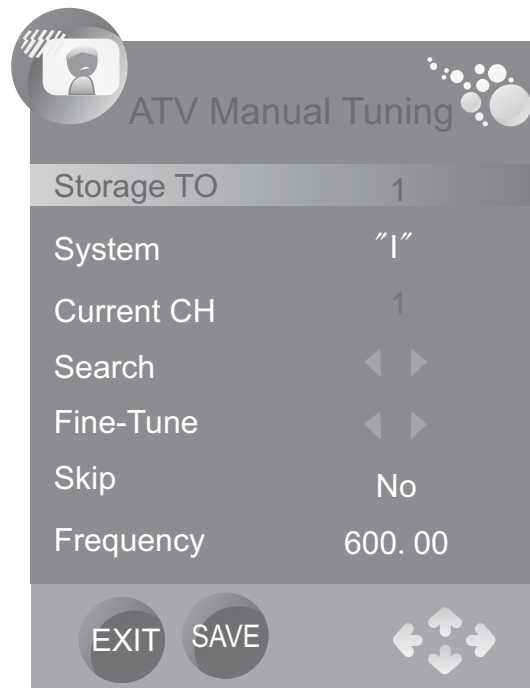 ATV Manual Tuning
Storage TO 1
System "I"
Current CH 1
Search
Fine-Tune
Skip No
Frequency 600. 00
EXIT SAVE